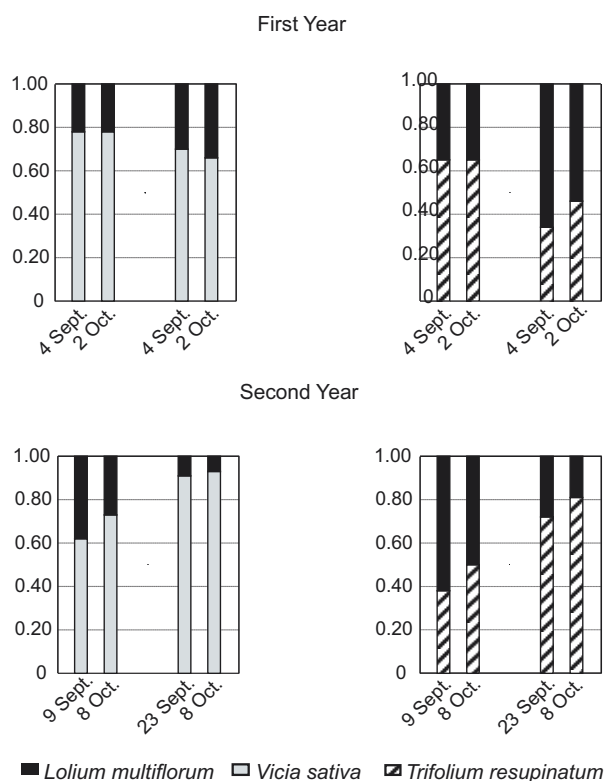 First Year
1.00
0.80
0.60
0.40
0.20
0
4 Sept.
2 Oct.
4 Sept.
2 Oct.
1.00
0.80
0.60
0.40
0.20
0
4 Sept.
2 Oct.
4 Sept.
2 Oct.
Second Year
1.00
0.80
0.60
0.40
0.20
0
9 Sept.
8 Oct.
23 Sept.
8 Oct.
1.00
0.80
0.60
0.40
0.20
0
9 Sept.
8 Oct.
23 Sept.
8 Oct.
Lolium multiflorum Vicia sativa Trifolium resupinatum